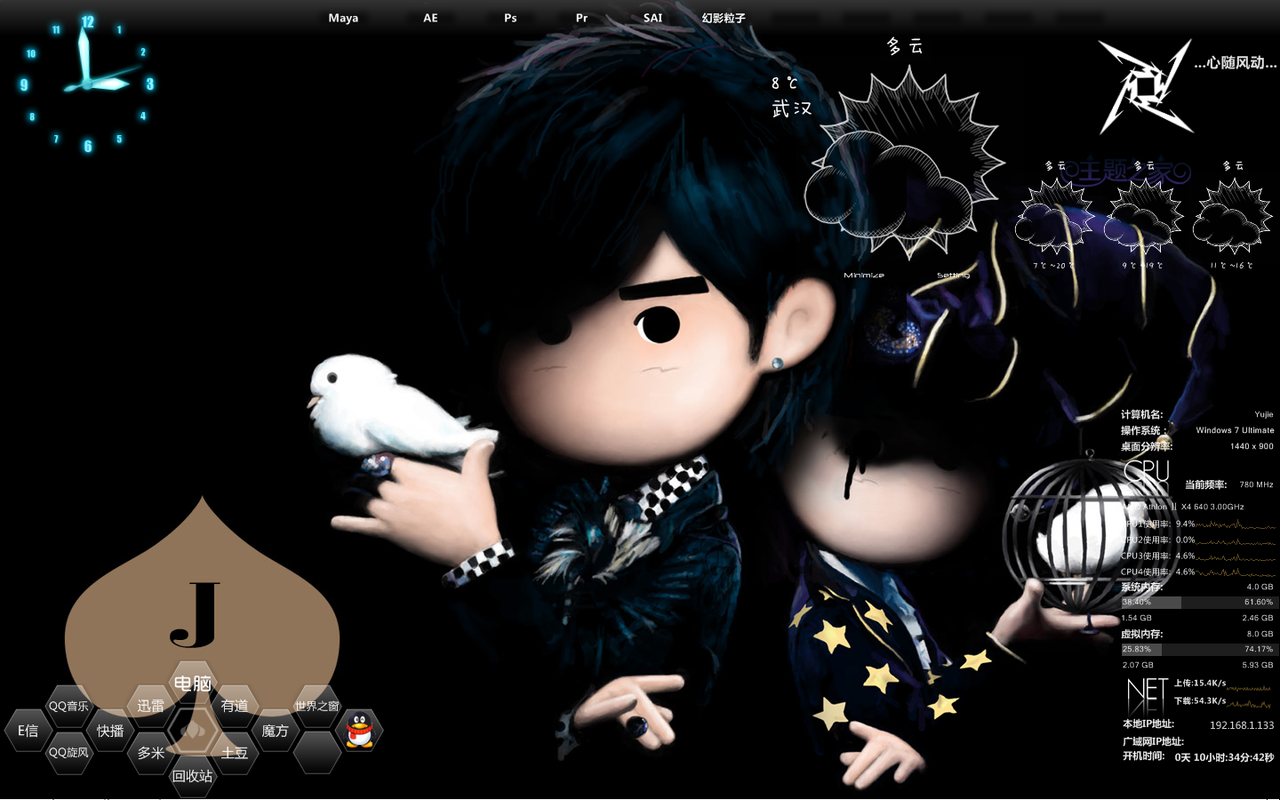 Maya AE Ps Pr SAI 幻影粒子
12
11 1
10 2
9 3
8 4
7 5
6
多云
8℃
武汉
...心随风动...
主题之家
多云 多云 多云
7℃~20℃ 9℃~19℃ 11℃~16℃
Minimize Setting
计算机名: Yujie
操作系统: Windows 7 Ultimate
桌面分辨率: 1440 x 900
CPU
当前频率: 780 MHz
Athlon II X4 640 3.00GHz
CPU1使用率: 9.4%
CPU2使用率: 0.0%
CPU3使用率: 4.6%
CPU4使用率: 4.6%
系统内存: 4.0 GB
38.40% 61.60%
1.54 GB 2.46 GB
虚拟内存: 8.0 GB
25.83% 74.17%
2.07 GB 5.93 GB
NET
上传:15.4K/s
下载:54.3K/s
本地IP地址: 192.168.1.133
广域网IP地址:
开机时间: 0天 10小时:34分:42秒
J
电脑
QQ音乐 迅雷 有道 世界之窗
E信 快播 魔方
QQ旋风 多米 土豆
回收站